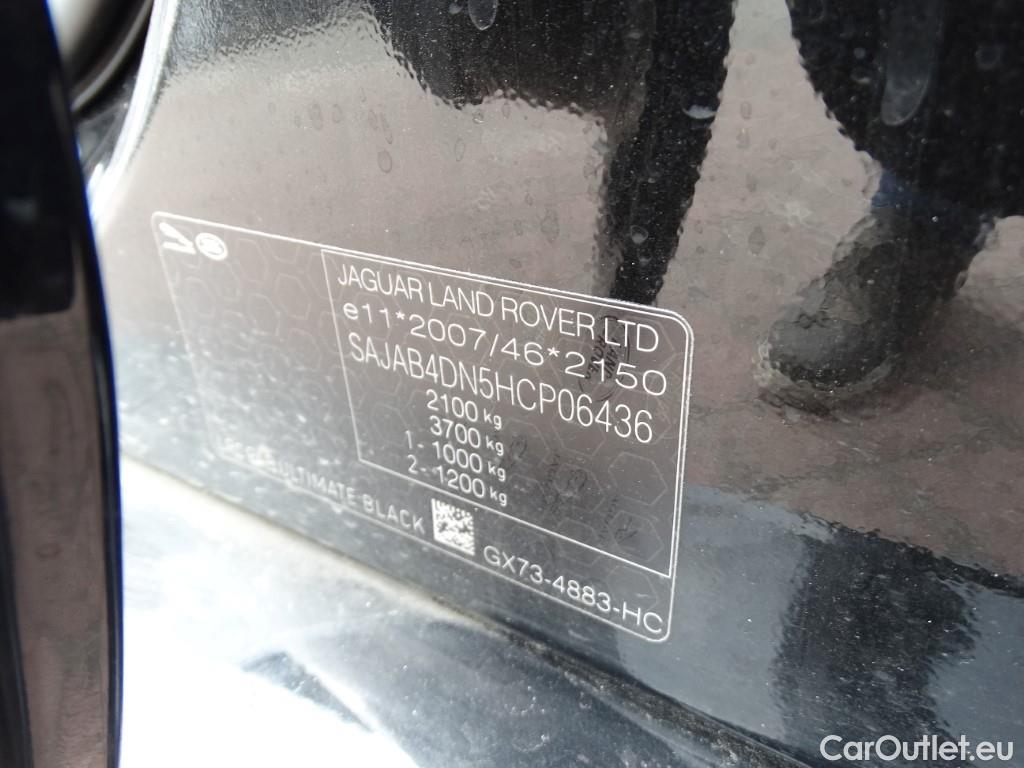 JAGUAR LAND ROVER LTD
e11*2007/46*2150
SAJAB4DN5HCP06436
2100 kg
3700 kg
1 - 1000 kg
2 - 1200 kg
ULTIMATE BLACK
GX73-4883-HC
CarOutlet.eu